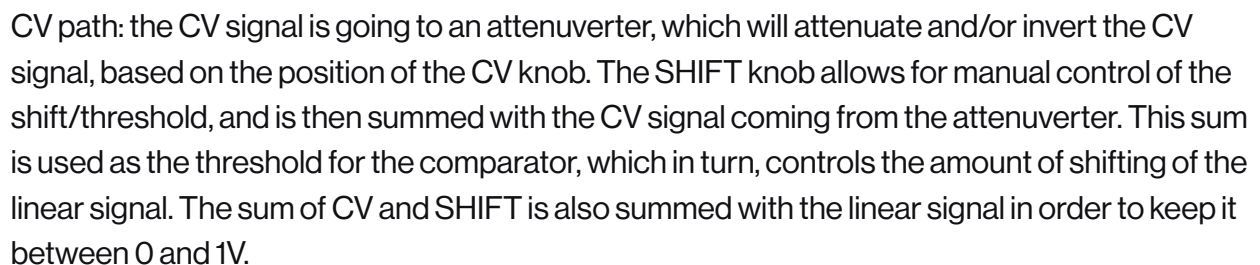 CV path: the CV signal is going to an attenuverter, which will attenuate and/or invert the CV
signal, based on the position of the CV knob. The SHIFT knob allows for manual control of the
shift/threshold, and is then summed with the CV signal coming from the attenuverter. This sum
is used as the threshold for the comparator, which in turn, controls the amount of shifting of the
linear signal. The sum of CV and SHIFT is also summed with the linear signal in order to keep it
between 0 and 1V.